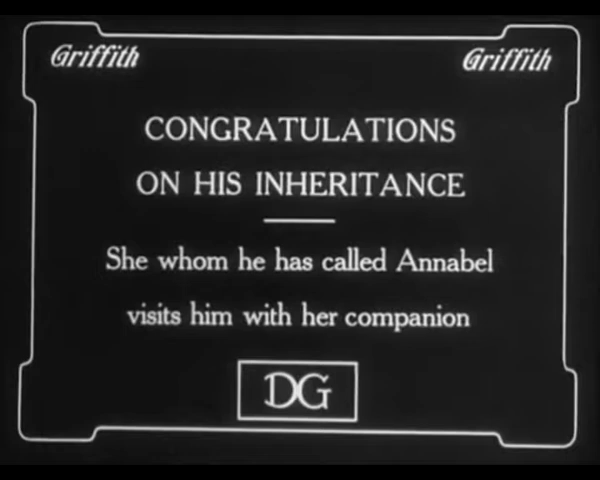 Griffith Griffith
CONGRATULATIONS
ON HIS INHERITANCE
She whom he has called Annabel
visits him with her companion
DG